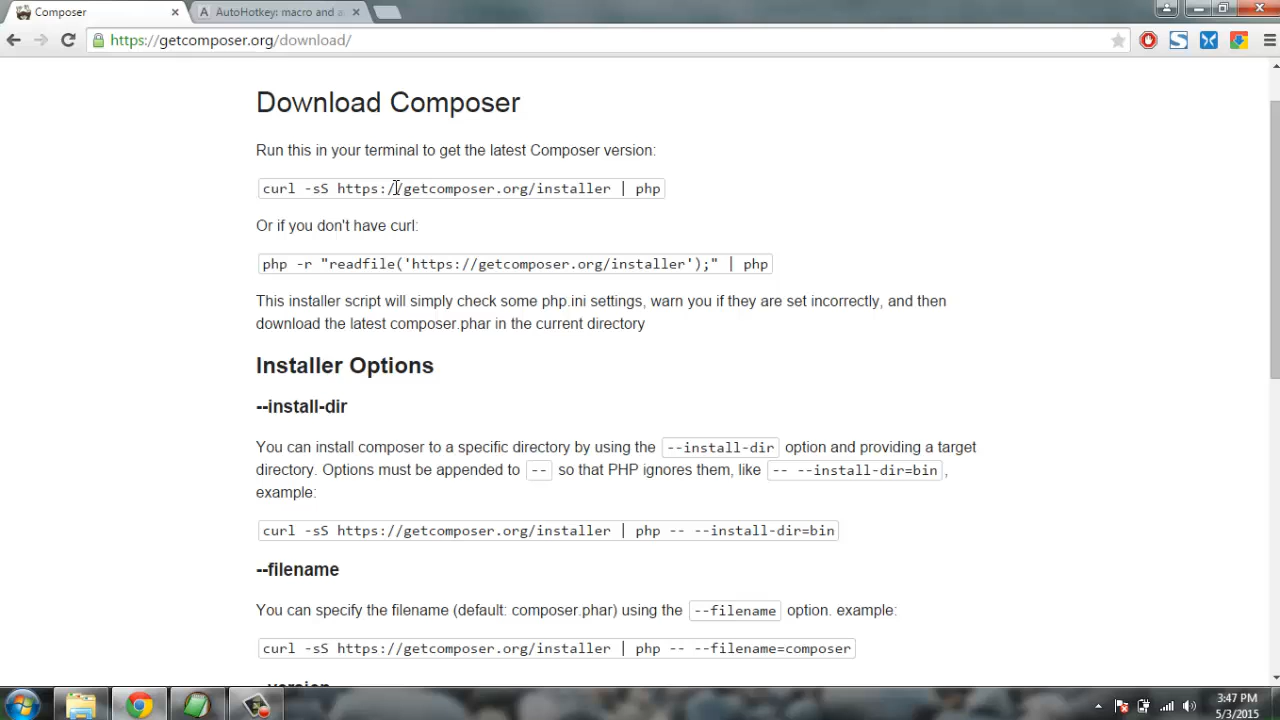 Composer
AutoHotkey: macro and a
https://getcomposer.org/download/
Download Composer
Run this in your terminal to get the latest Composer version:
curl -sS https://getcomposer.org/installer | php
Or if you don't have curl:
php -r "readfile('https://getcomposer.org/installer');" | php
This installer script will simply check some php.ini settings, warn you if they are set incorrectly, and then
download the latest composer.phar in the current directory
Installer Options
--install-dir
You can install composer to a specific directory by using the --install-dir option and providing a target
directory. Options must be appended to -- so that PHP ignores them, like -- --install-dir=bin ,
example:
curl -sS https://getcomposer.org/installer | php -- --install-dir=bin
--filename
You can specify the filename (default: composer.phar) using the --filename option. example:
curl -sS https://getcomposer.org/installer | php -- --filename=composer
--version
3:47 PM
5/3/2015